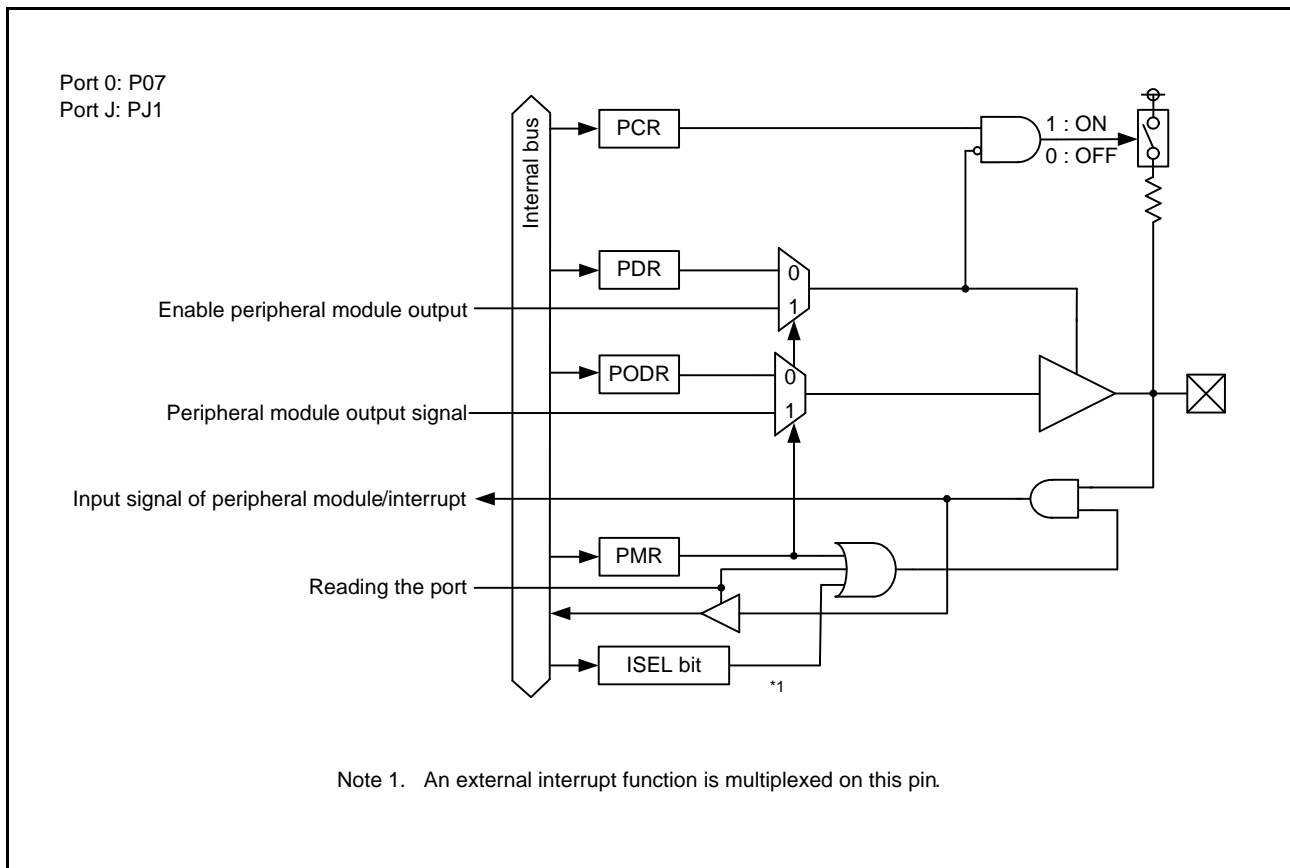 Port 0: P07
Port J: PJ1
Internal bus
PCR
1 : ON
0 : OFF
PDR
0
1
Enable peripheral module output
PODR
0
1
Peripheral module output signal
Input signal of peripheral module/interrupt
PMR
Reading the port
ISEL bit
*1
Note 1. An external interrupt function is multiplexed on this pin.